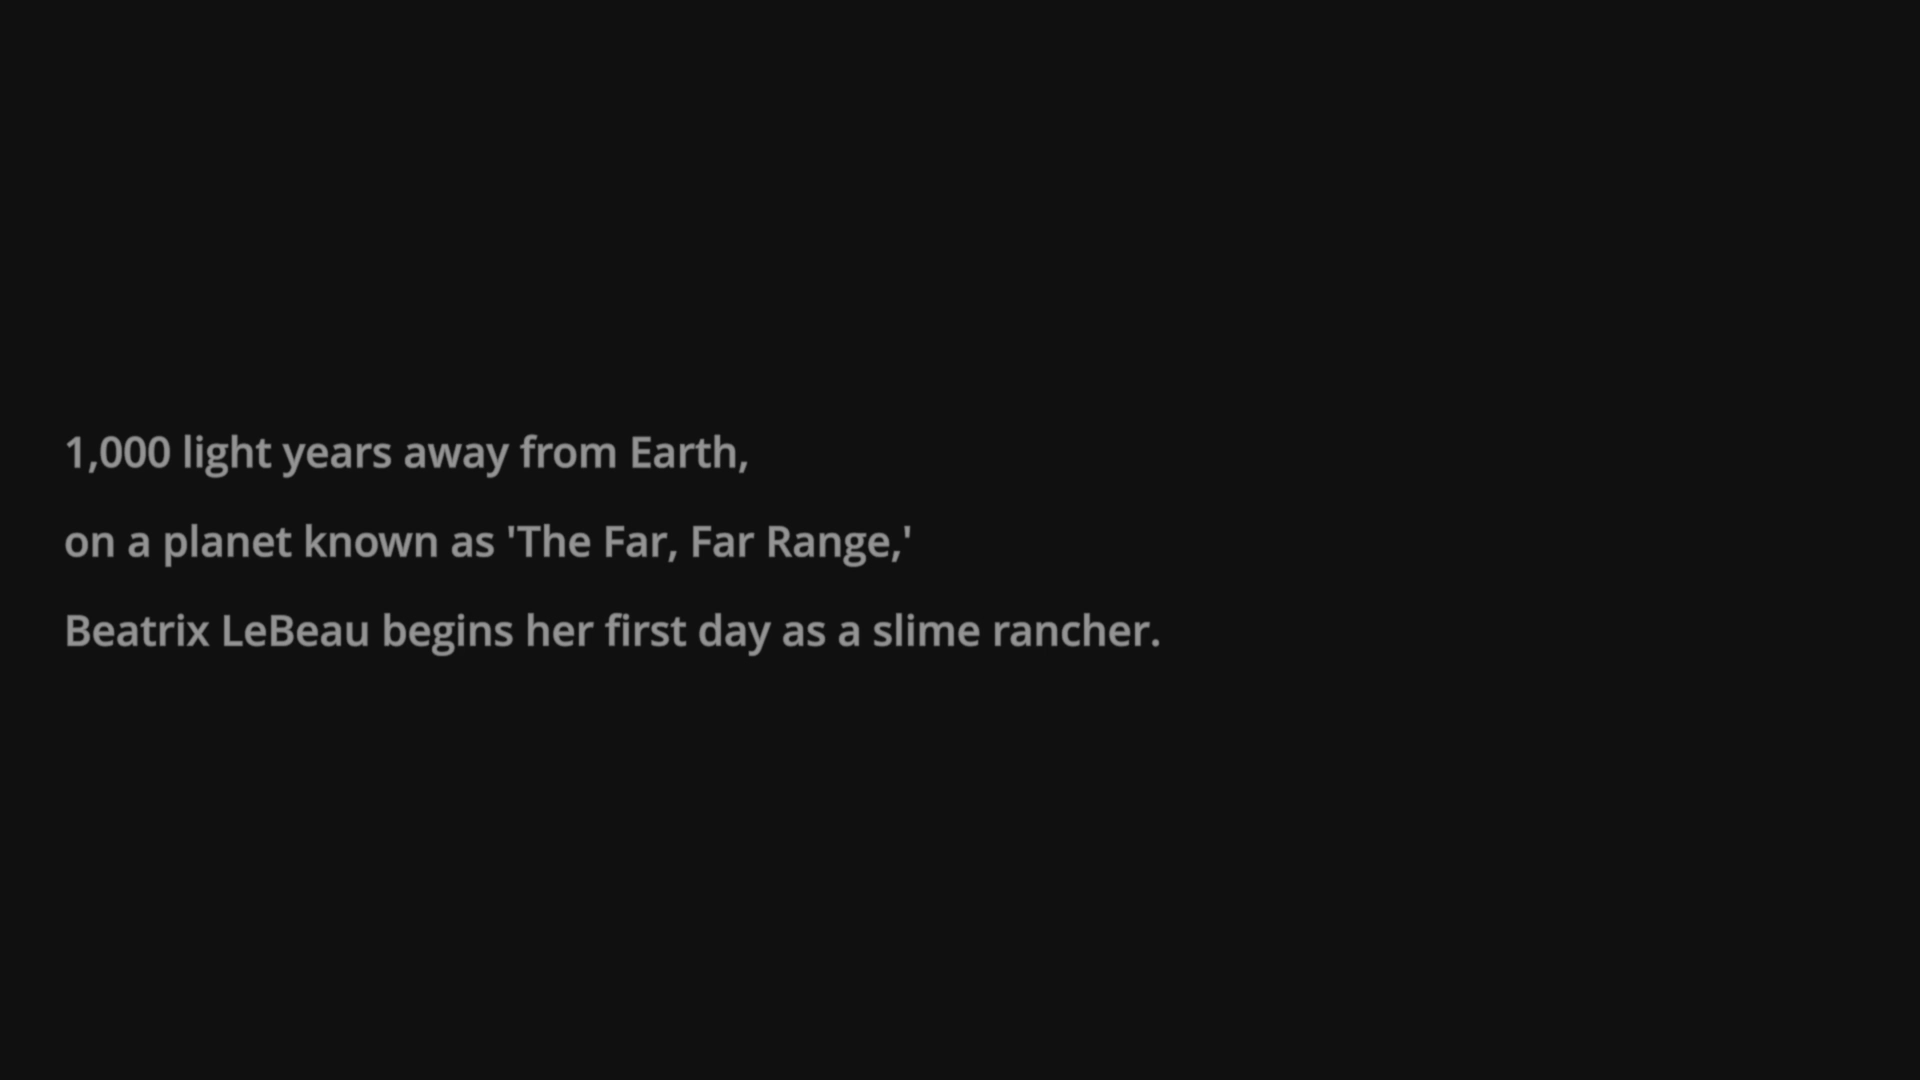 1,000 light years away from Earth,
on a planet known as 'The Far, Far Range,'
Beatrix LeBeau begins her first day as a slime rancher.